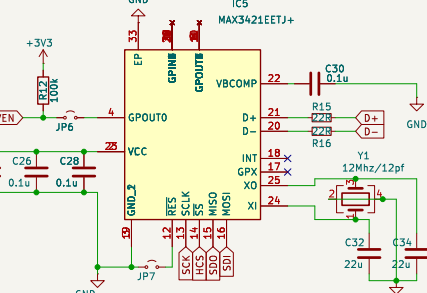 GND
IC5
MAX3421EETJ+
+3V3
33
EP
GPIN
GPOUT
R12
100k
VEN
JP6
4
GPOUT0
VBCOMP
22
C30
0.1u
GND
D+
21
R15
22R
D+
D-
20
22R
D-
R16
VCC
INT
18
GPX
17
XO
25
XI
24
Y1
12Mhz/12pf
2
3
4
1
C26
0.1u
C28
0.1u
GND_2
RES
SCLK
SS
MISO
MOSI
12
13
14
15
16
SCK
HCS
SDO
SDI
JP7
C32
22u
C34
22u
GND